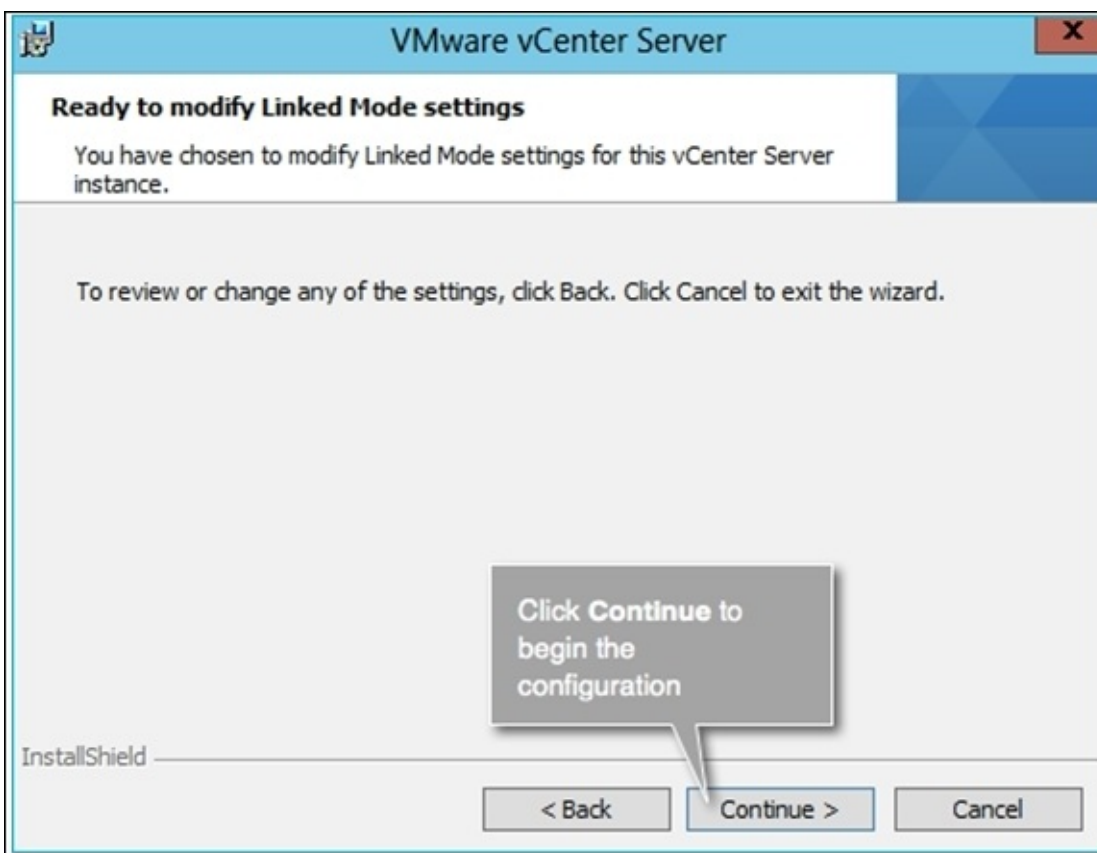 VMware vCenter Server
X
Ready to modify Linked Mode settings
You have chosen to modify Linked Mode settings for this vCenter Server
instance.
To review or change any of the settings, click Back. Click Cancel to exit the wizard.
Click Continue to
begin the
configuration
InstallShield
< Back
Continue >
Cancel